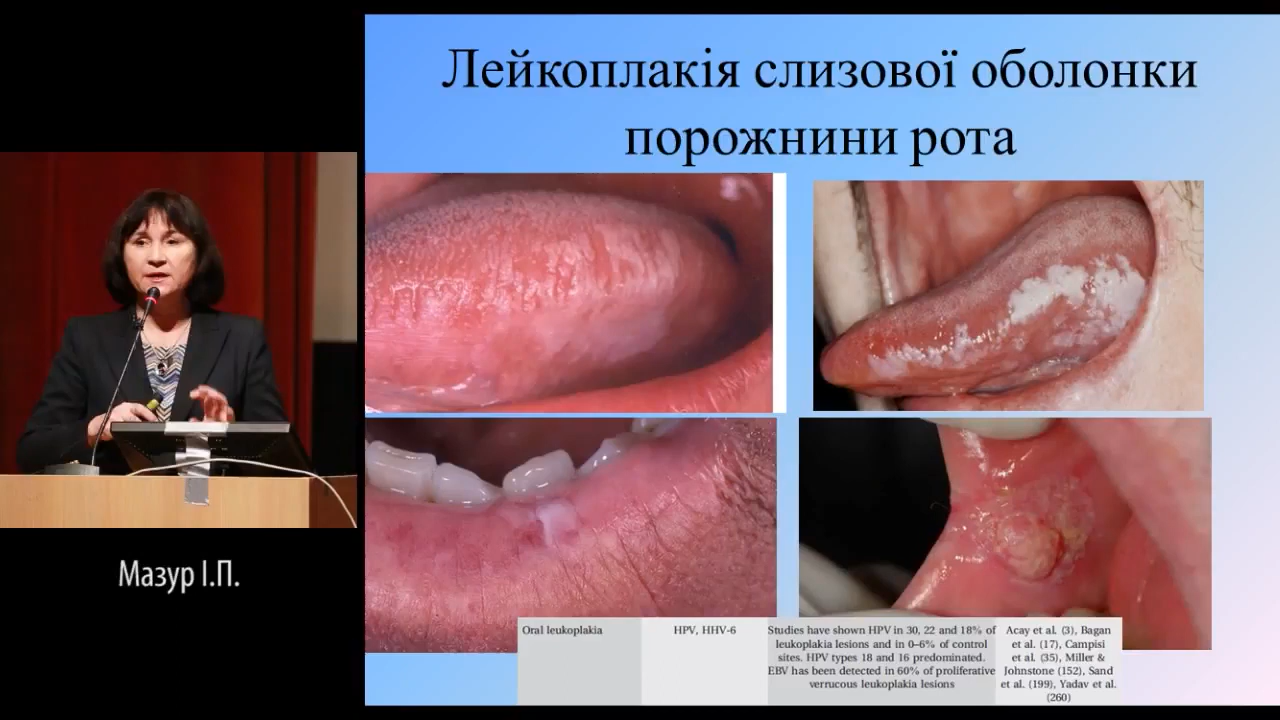 Лейкоплакія слизової оболонки
порожнини рота
Мазур І.П.
Oral leukoplakia
HPV, HHV-6
Studies have shown HPV in 30, 22 and 18% of
leukoplakia lesions and in 0–6% of control
sites. HPV types 18 and 16 predominated.
EBV has been detected in 60% of proliferative
verrucous leukoplakia lesions
Acay et al. (3), Bagan
et al. (17), Campisi
et al. (35), Miller &
Johnstone (152), Sand
et al. (199), Yadav et al.
(260)